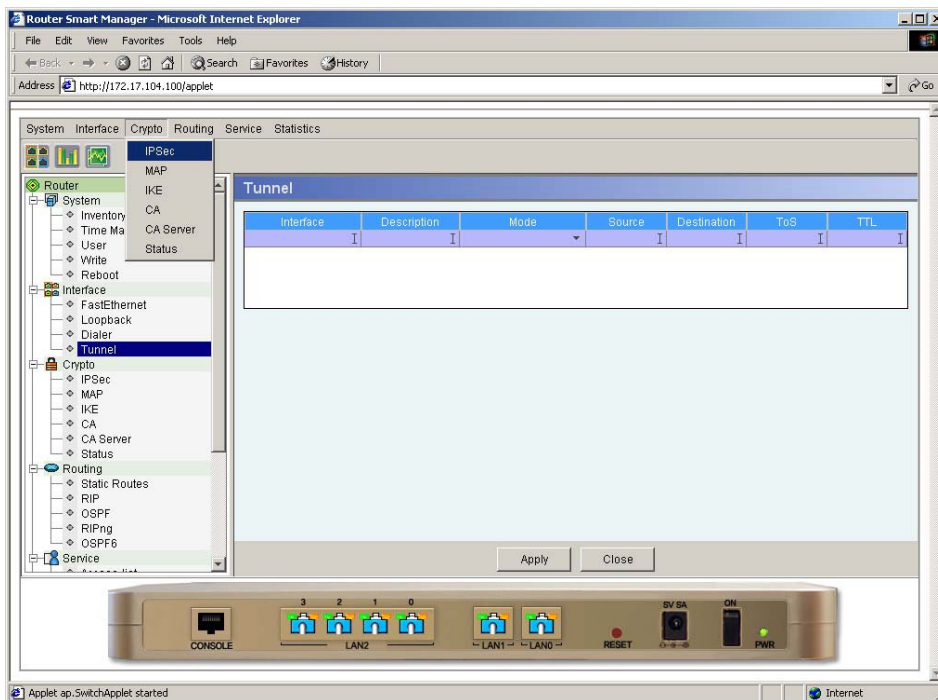 Router Smart Manager - Microsoft Internet Explorer
File Edit View Favorites Tools Help
Back Search Favorites History
Address http://172.17.104.100/applet Go
System Interface Crypto Routing Service Statistics
IPSec
MAP
IKE
CA
CA Server
Status
Router
System
Inventory
Time Ma
User
Write
Reboot
Interface
FastEthernet
Loopback
Dialer
Tunnel
Crypto
IPSec
MAP
IKE
CA
CA Server
Status
Routing
Static Routes
RIP
OSPF
RIPng
OSPF6
Service
Tunnel
Interface Description Mode Source Destination ToS TTL
Apply Close
3 2 1 0
5V 5A ON
CONSOLE LAN2 LAN1 LAN0 RESET PWR
Applet ap.SwitchApplet started Internet